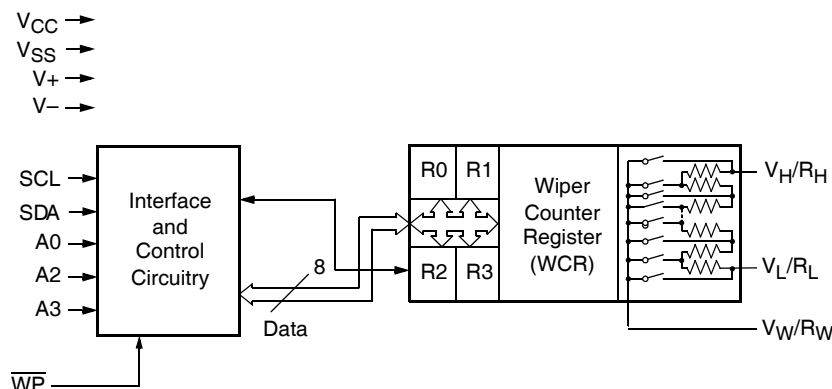 VCC
VSS
V+
V–
SCL
SDA
A0
A2
A3
WP
Interface
and
Control
Circuitry
8
Data
R0 R1
R2 R3
Wiper
Counter
Register
(WCR)
VH/RH
VL/RL
VW/RW